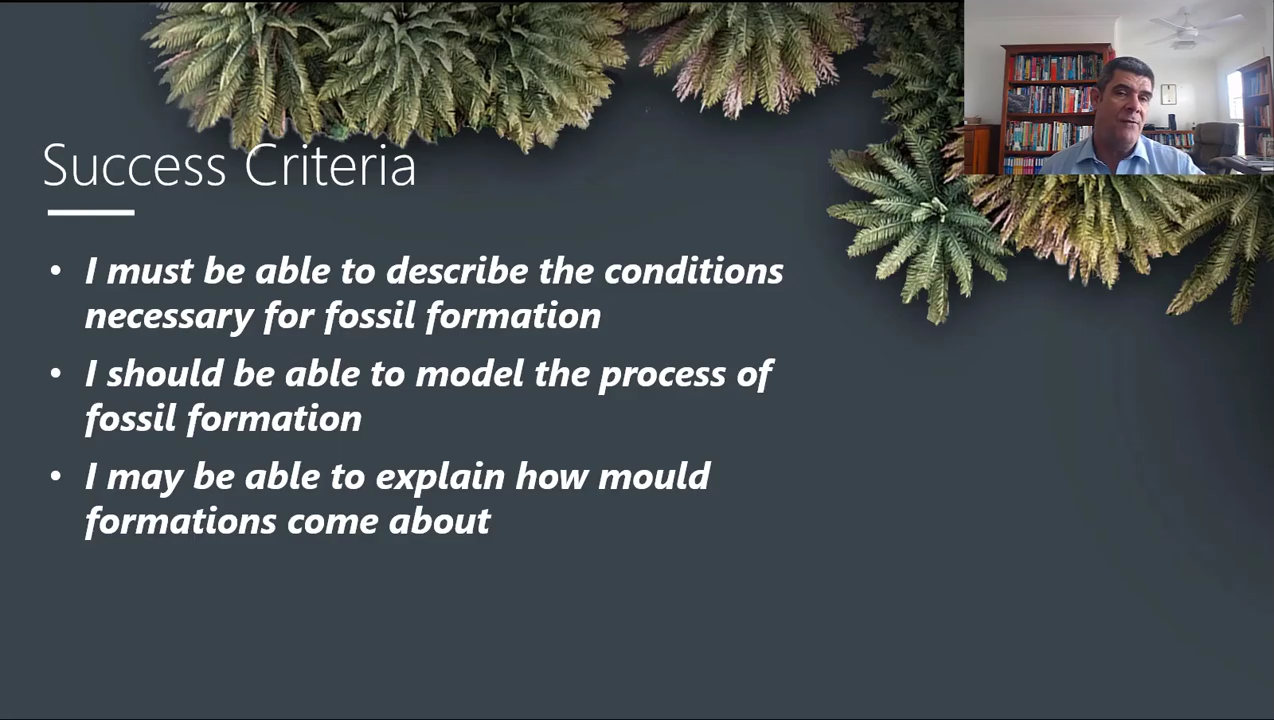 Success Criteria
• I must be able to describe the conditions
necessary for fossil formation
• I should be able to model the process of
fossil formation
• I may be able to explain how mould
formations come about